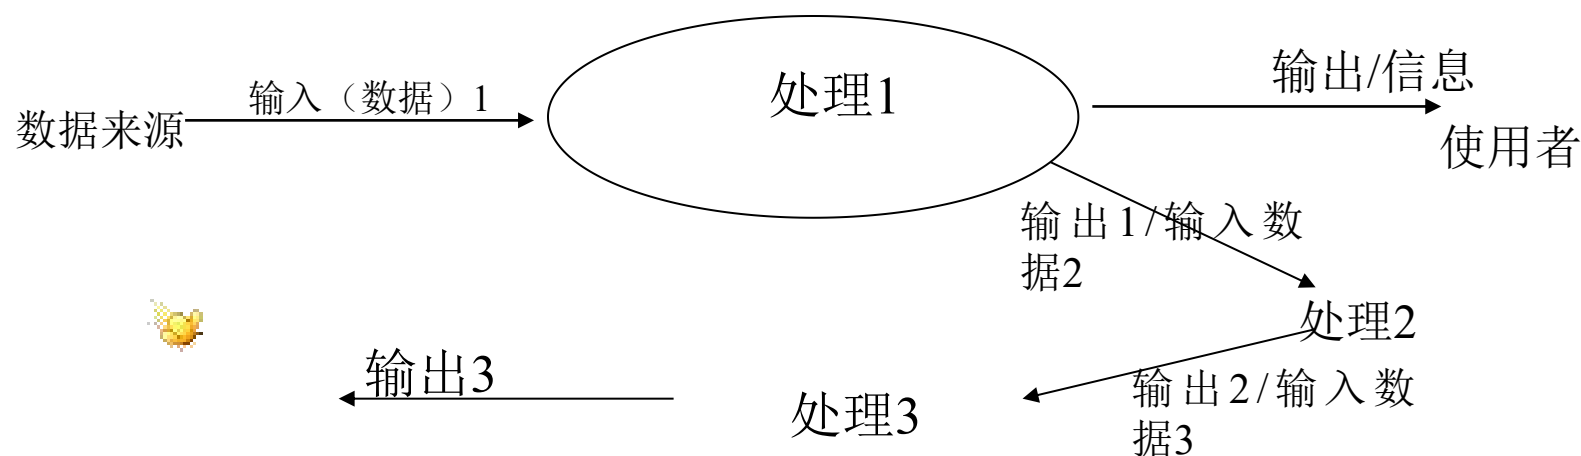 数据来源
输入（数据）1
处理1
输出/信息
使用者
输出1/输入数
据2
处理2
输出2/输入数
据3
处理3
输出3